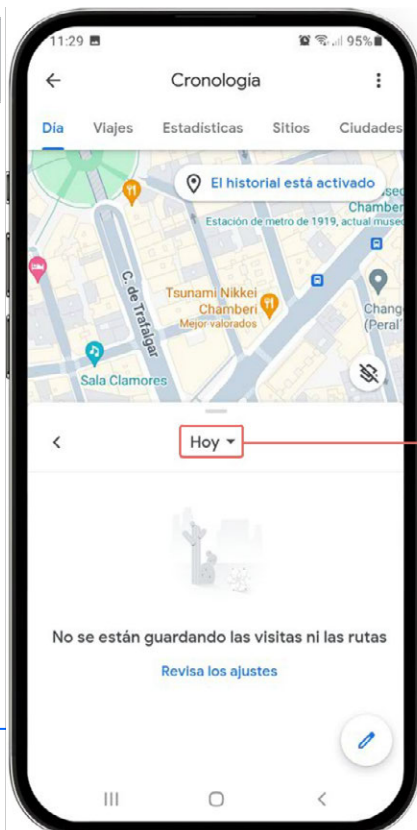 11:29 95%
Cronología
Día Viajes Estadísticas Sitios Ciudades
El historial está activado
Chamber
Estación de metro de 1919, actual museo
C. de Trafalgar
Tsunami Nikkei
Chamberí
Mejor valorados
Chang
(Peral
Sala Clamores
Hoy
No se están guardando las visitas ni las rutas
Revisa los ajustes